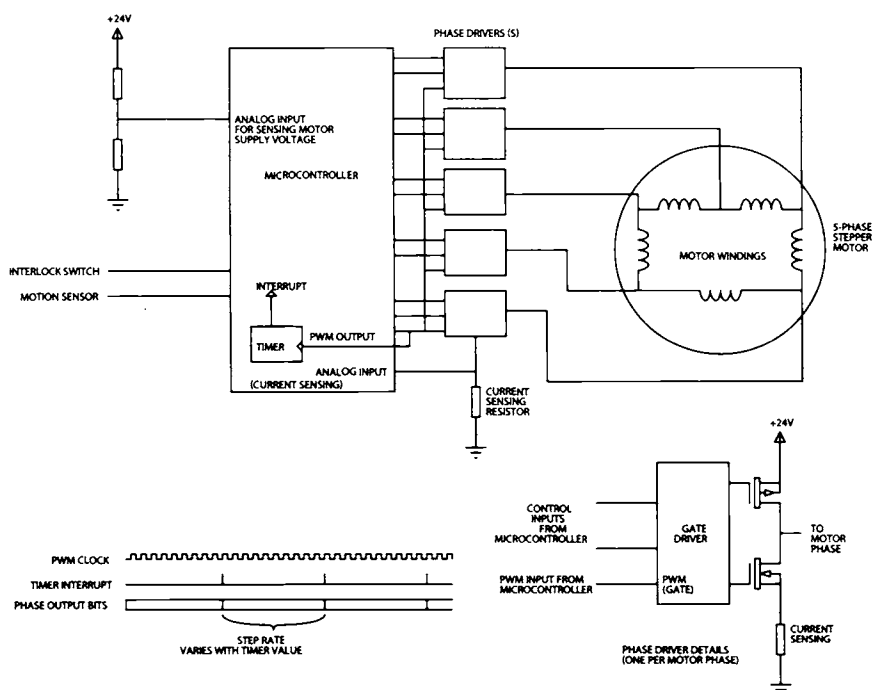 +24V
PHASE DRIVERS (5)
ANALOG INPUT
FOR SENSING MOTOR
SUPPLY VOLTAGE
MICROCONTROLLER
5-PHASE
STEPPER
MOTOR
MOTOR WINDINGS
INTERLOCK SWITCH
MOTION SENSOR
INTERRUPT
TIMER
PWM OUTPUT
ANALOG INPUT
(CURRENT SENSING)
CURRENT
SENSING
RESISTOR
+24V
CONTROL
INPUTS
FROM
MICROCONTROLLER
GATE
DRIVER
TO
MOTOR
PHASE
PWM INPUT FROM
MICROCONTROLLER
PWM
(GATE)
CURRENT
SENSING
PHASE DRIVER DETAILS
(ONE PER MOTOR PHASE)
PWM CLOCK
TIMER INTERRUPT
PHASE OUTPUT BITS
STEP RATE
VARIES WITH TIMER VALUE